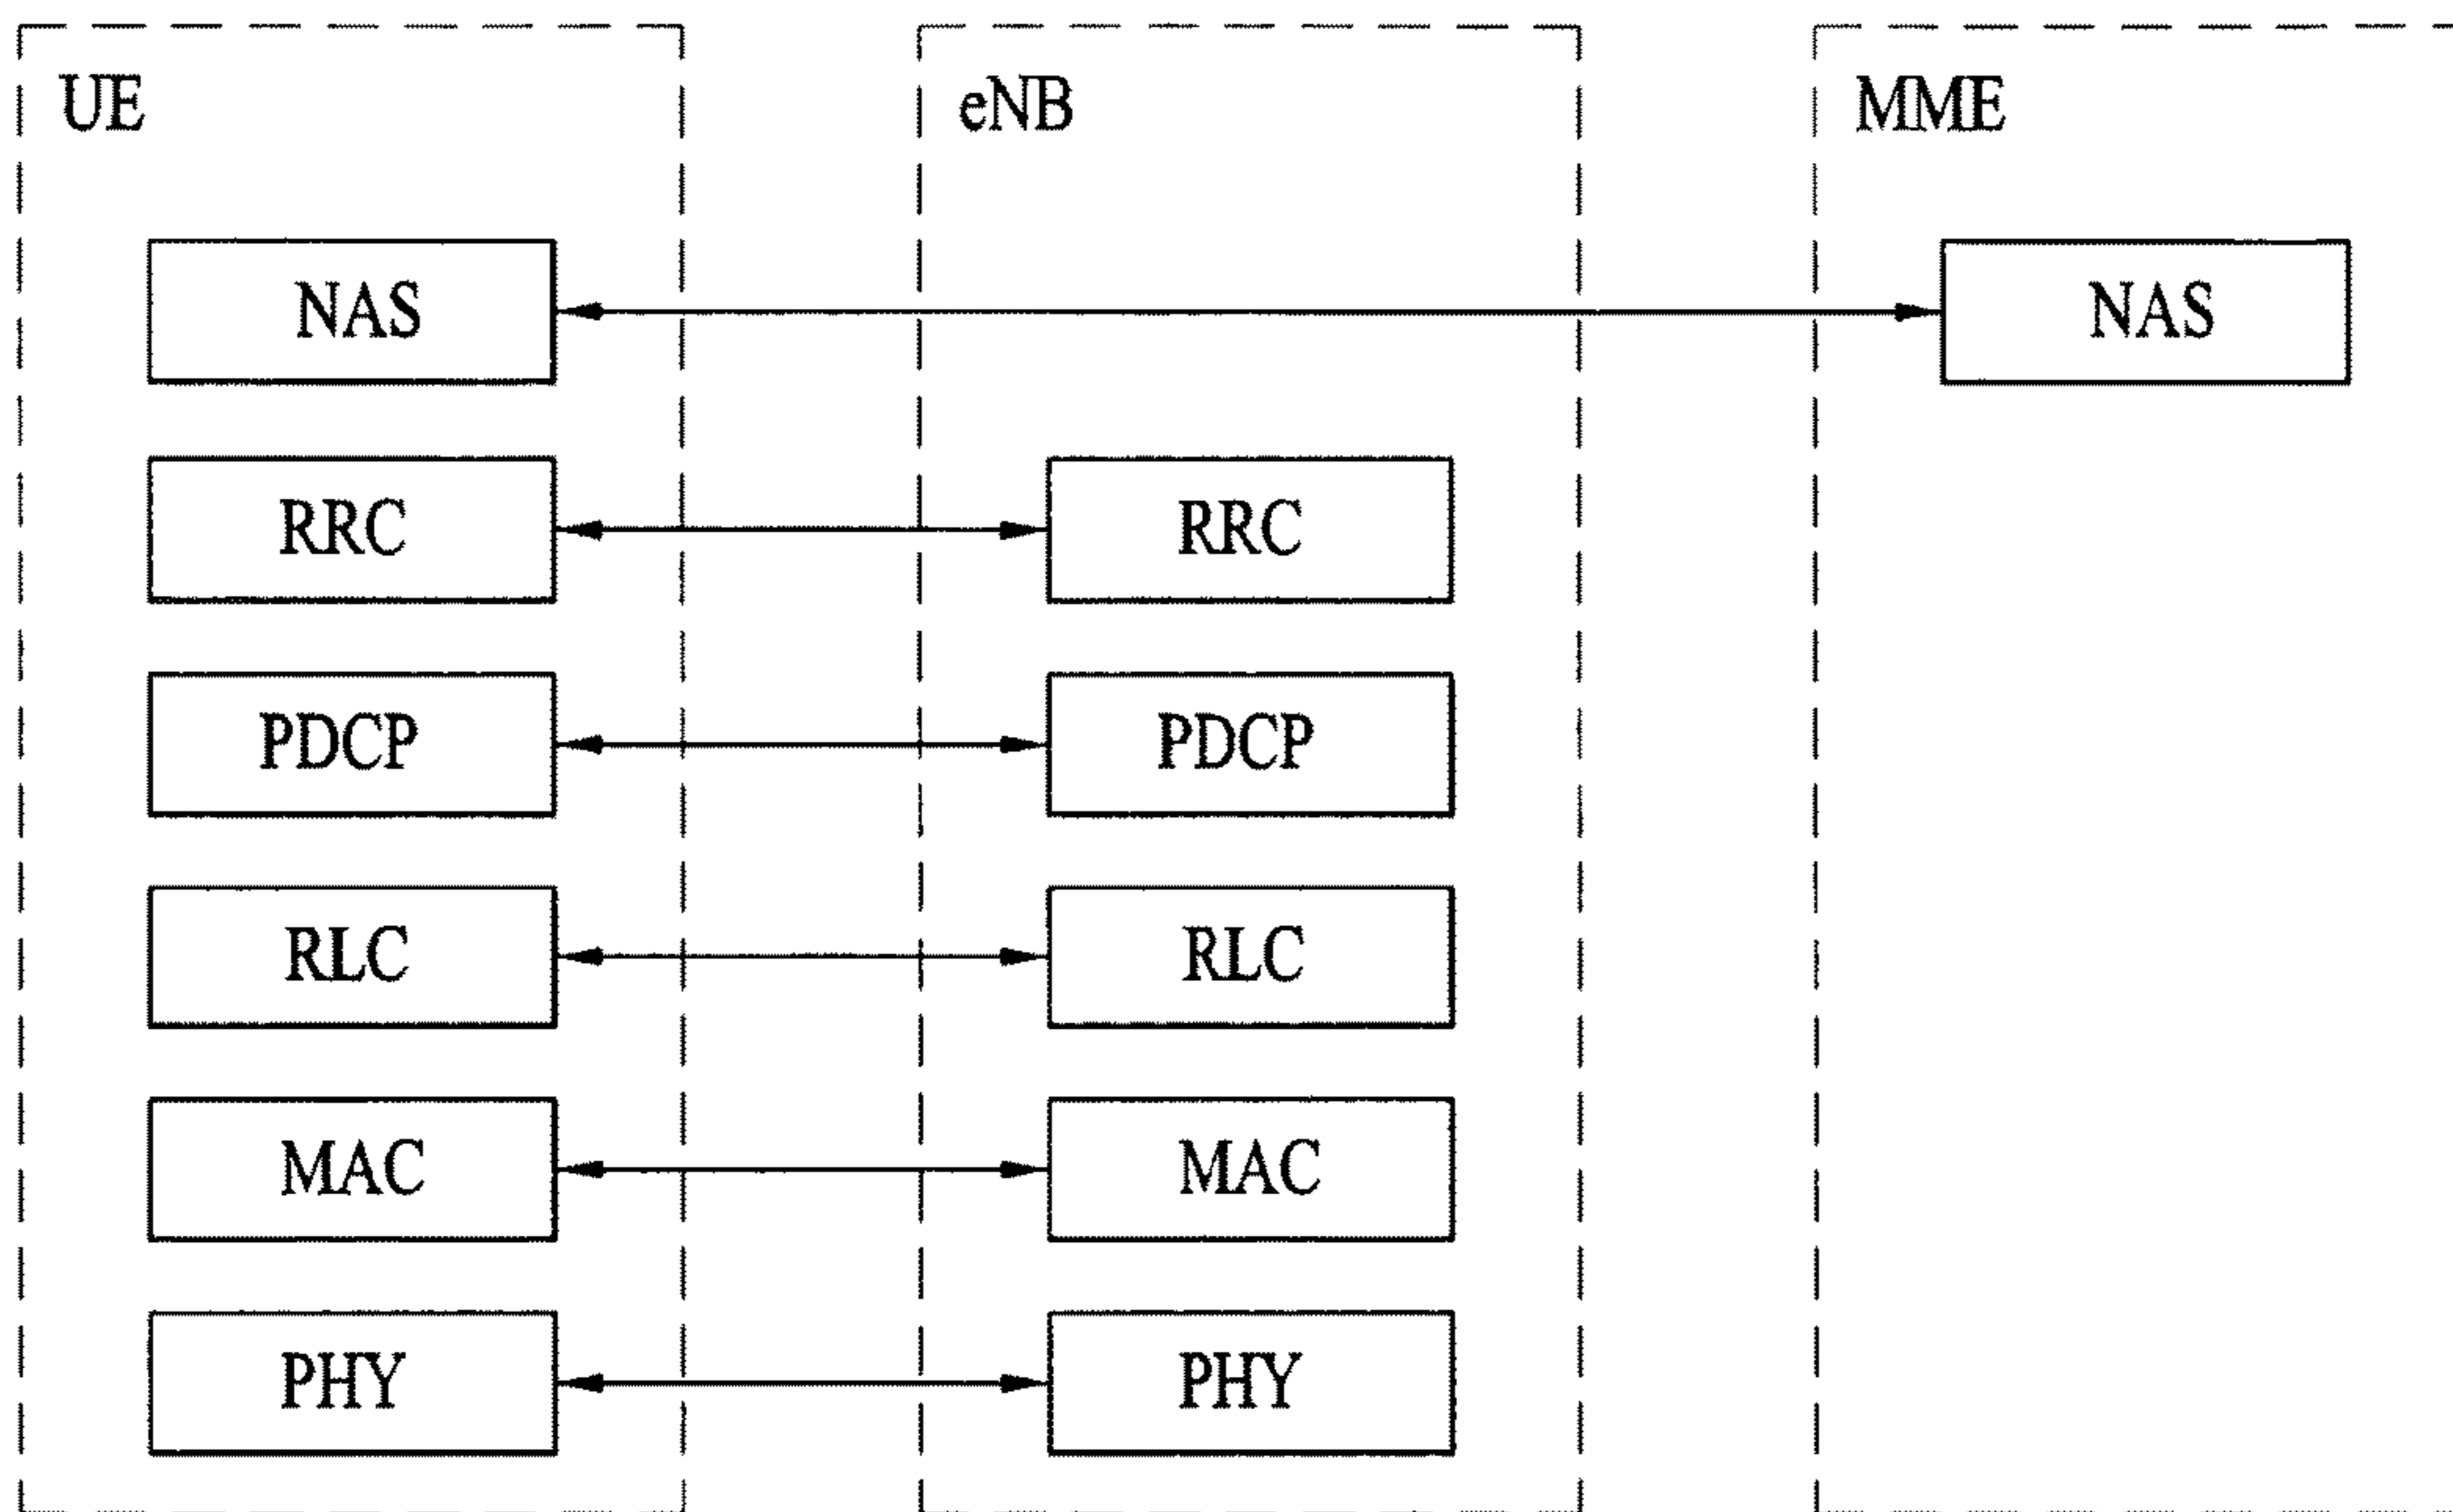 UE eNB MME
NAS NAS
RRC RRC
PDCP PDCP
RLC RLC
MAC MAC
PHY PHY